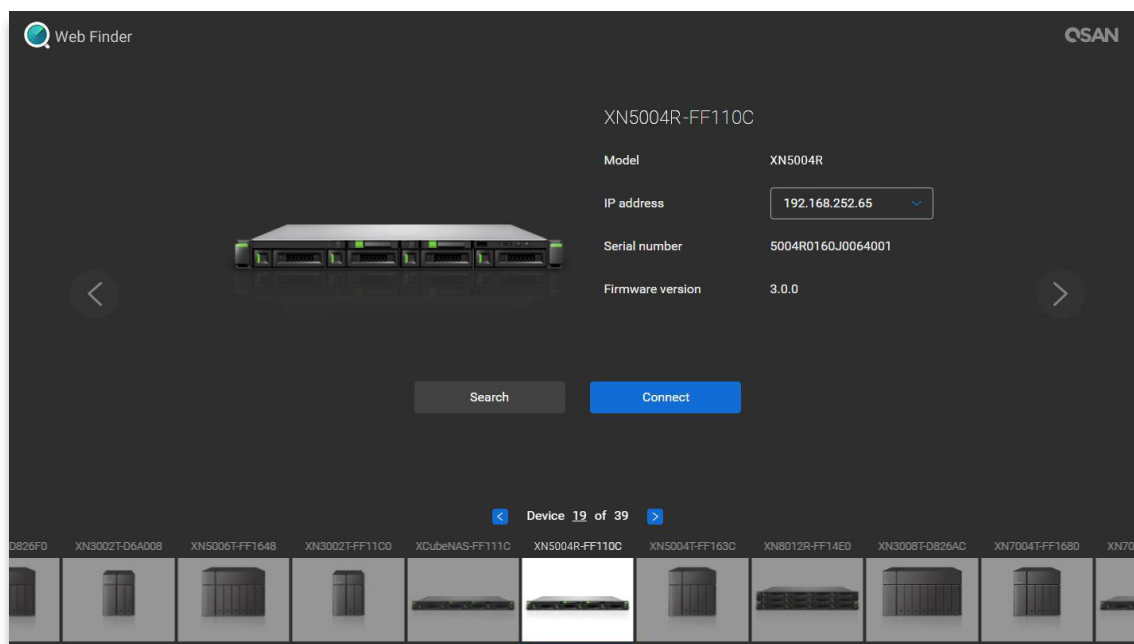 Web Finder
QSAN
XN5004R-FF110C
Model XN5004R
IP address 192.168.252.65
Serial number 5004R0160J0064001
Firmware version 3.0.0
Search Connect
Device 19 of 39
D826F0 XN3002T-D6A008 XN5006T-FF1648 XN3002T-FF11C0 XCubeNAS-FF111C XN5004R-FF110C XN5004T-FF163C XN8012R-FF14E0 XN3008T-D826AC XN7004T-FF1680 XN70